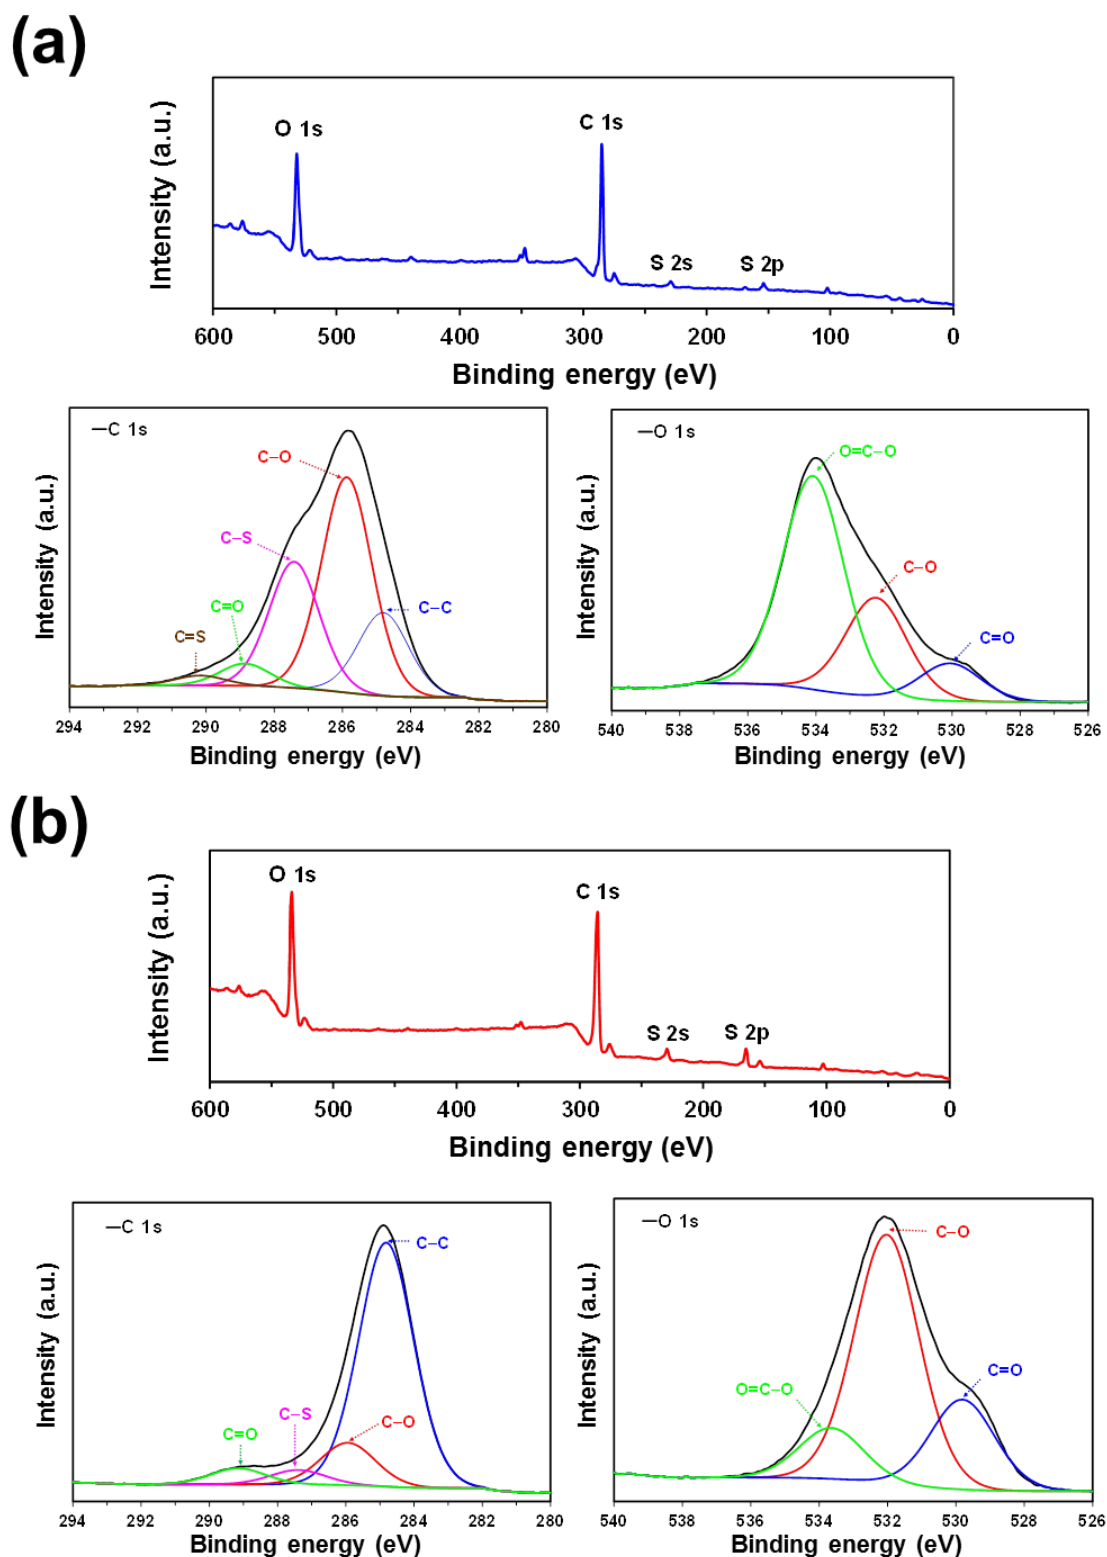 (a)
Intensity (a.u.)
O 1s
C 1s
S 2s
S 2p
600 500 400 300 200 100 0
Binding energy (eV)
Intensity (a.u.)
—C 1s
C–O
C–S
C=O
C=S
C–C
294 292 290 288 286 284 282 280
Binding energy (eV)
Intensity (a.u.)
—O 1s
O=C–O
C–O
C=O
540 538 536 534 532 530 528 526
Binding energy (eV)
(b)
Intensity (a.u.)
O 1s
C 1s
S 2s
S 2p
600 500 400 300 200 100 0
Binding energy (eV)
Intensity (a.u.)
—C 1s
C–C
C–O
C–S
C=O
294 292 290 288 286 284 282 280
Binding energy (eV)
Intensity (a.u.)
—O 1s
C–O
C=O
O=C–O
540 538 536 534 532 530 528 526
Binding energy (eV)